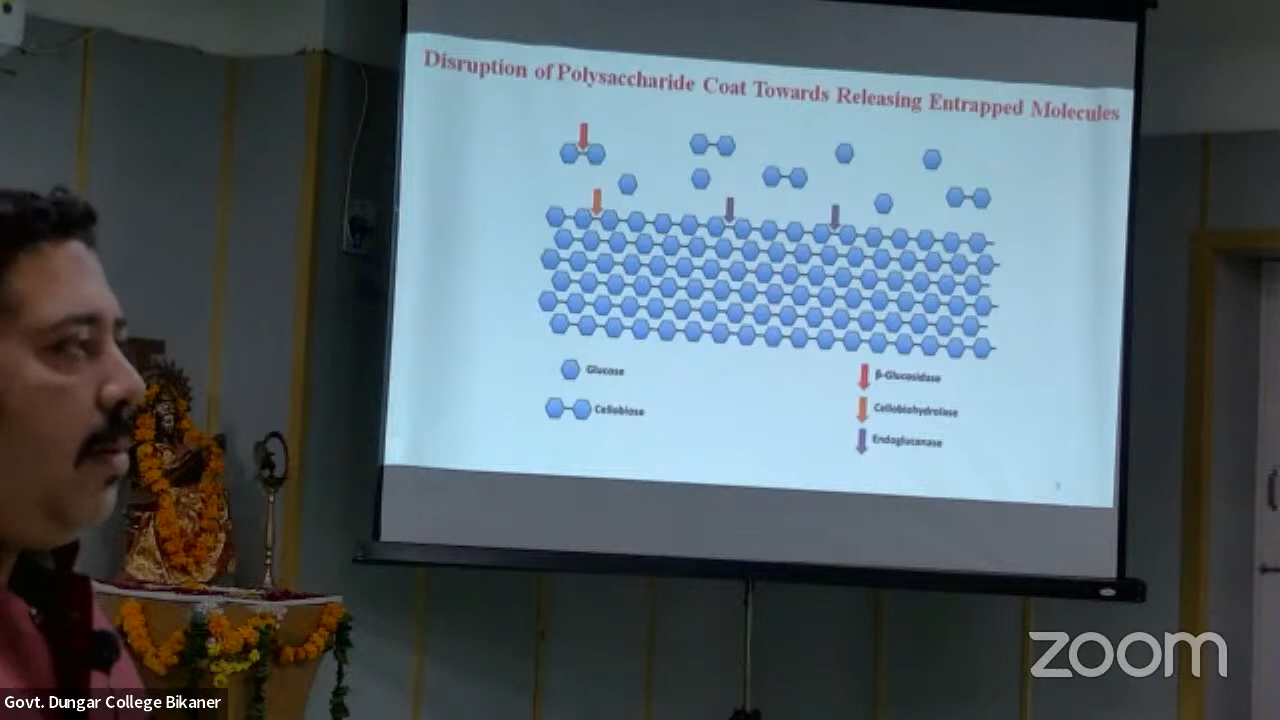 Disruption of Polysaccharide Coat Towards Releasing Entrapped Molecules
Glucose
Cellobiose
β-Glucosidase
Cellobiohydrolase
Endoglucanase
zoom
Govt. Dungar College Bikaner